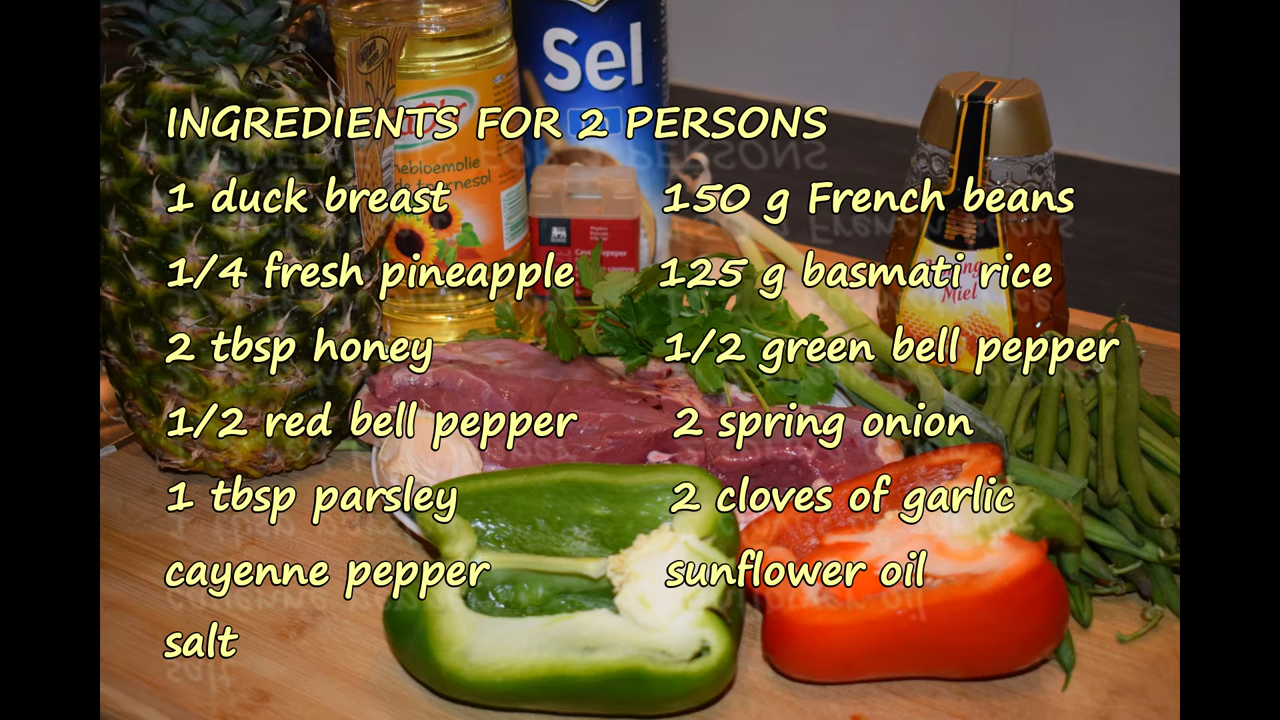 INGREDIENTS FOR 2 PERSONS
1 duck breast
1/4 fresh pineapple
2 tbsp honey
1/2 red bell pepper
1 tbsp parsley
cayenne pepper
salt
150 g French beans
125 g basmati rice
1/2 green bell pepper
2 spring onion
2 cloves of garlic
sunflower oil
Sel
Miel